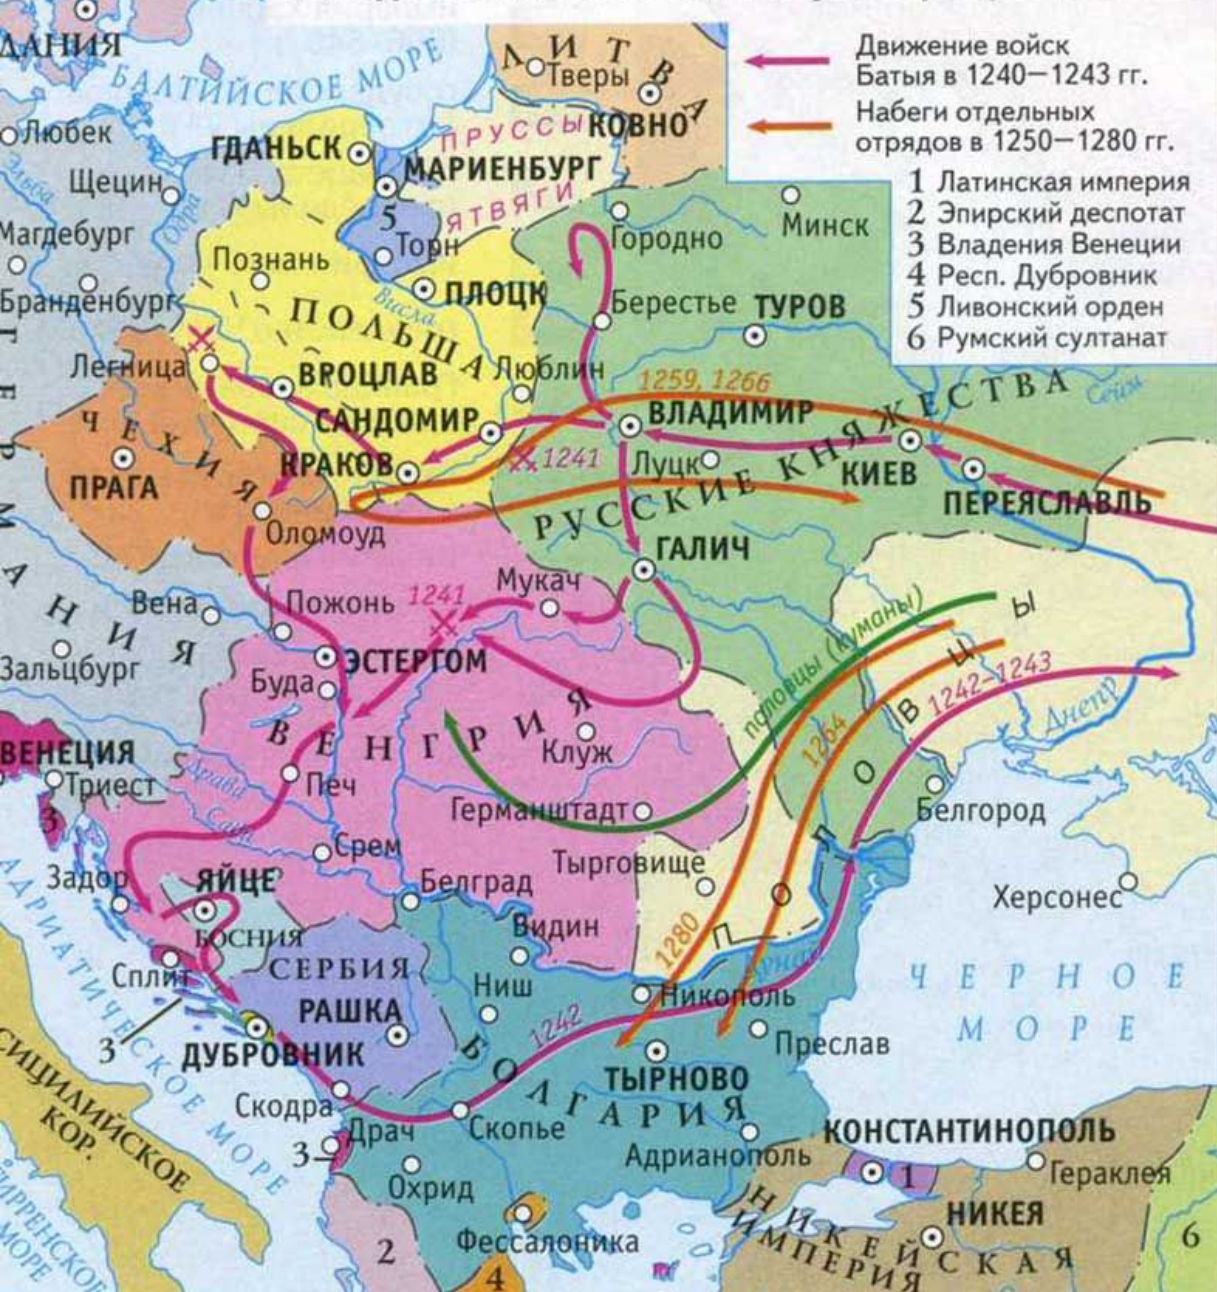 ДАНИЯ
БАЛТИЙСКОЕ МОРЕ
ЛИТВА
Тверы
КОВНО
Движение войск
Батыя в 1240—1243 гг.
Набеги отдельных
отрядов в 1250—1280 гг.
1 Латинская империя
2 Эпирский деспотат
3 Владения Венеции
4 Респ. Дубровник
5 Ливонский орден
6 Румский султанат
Любек
ГДАНЬСК
ПРУССЫ
МАРИЕНБУРГ
ЯТВЯГИ
Щецин
Эльба
Одра
5
Торн
Городно
Минск
Магдебург
Познань
ПЛОЦК
Бранденбург
ПОЛЬША
Висла
Берестье
ТУРОВ
ГЕРМАНИЯ
Легница
ВРОЦЛАВ
Люблин
1259, 1266
Сейм
ЧЕХИЯ
САНДОМИР
ВЛАДИМИР
РУССКИЕ КНЯЖЕСТВА
ПРАГА
КРАКОВ
1241
Луцк
КИЕВ
ПЕРЕЯСЛАВЛЬ
Оломоуд
ГАЛИЧ
Мукач
Вена
Пожонь
1241
половцы (куманы)
ПОЛОВЦЫ
Зальцбург
ЭСТЕРГОМ
Буда
1242–1243
Днепр
ВЕНГРИЯ
Клуж
1264
ВЕНЕЦИЯ
Триест
Драва
Печ
3
Сава
Германштадт
Белгород
Срем
Тырговище
Задор
ЯЙЦЕ
Белград
Херсонес
АДРИАТИЧЕСКОЕ МОРЕ
БОСНИЯ
Видин
1280
СЕРБИЯ
Дунай
ЧЕРНОЕ
МОРЕ
Сплит
Ниш
Никополь
РАШКА
1242
3
ДУБРОВНИК
Преслав
БОЛГАРИЯ
ТЫРНОВО
СИЦИЛИЙСКОЕ
КОР.
Скодра
Скопье
Драч
3
Адрианополь
КОНСТАНТИНОПОЛЬ
1
Гераклея
Охрид
НИКЕЯ
НИКЕЙСКАЯ
ИМПЕРИЯ
Фессалоника
2
4
6
ТИРРЕНСКОЕ
МОРЕ